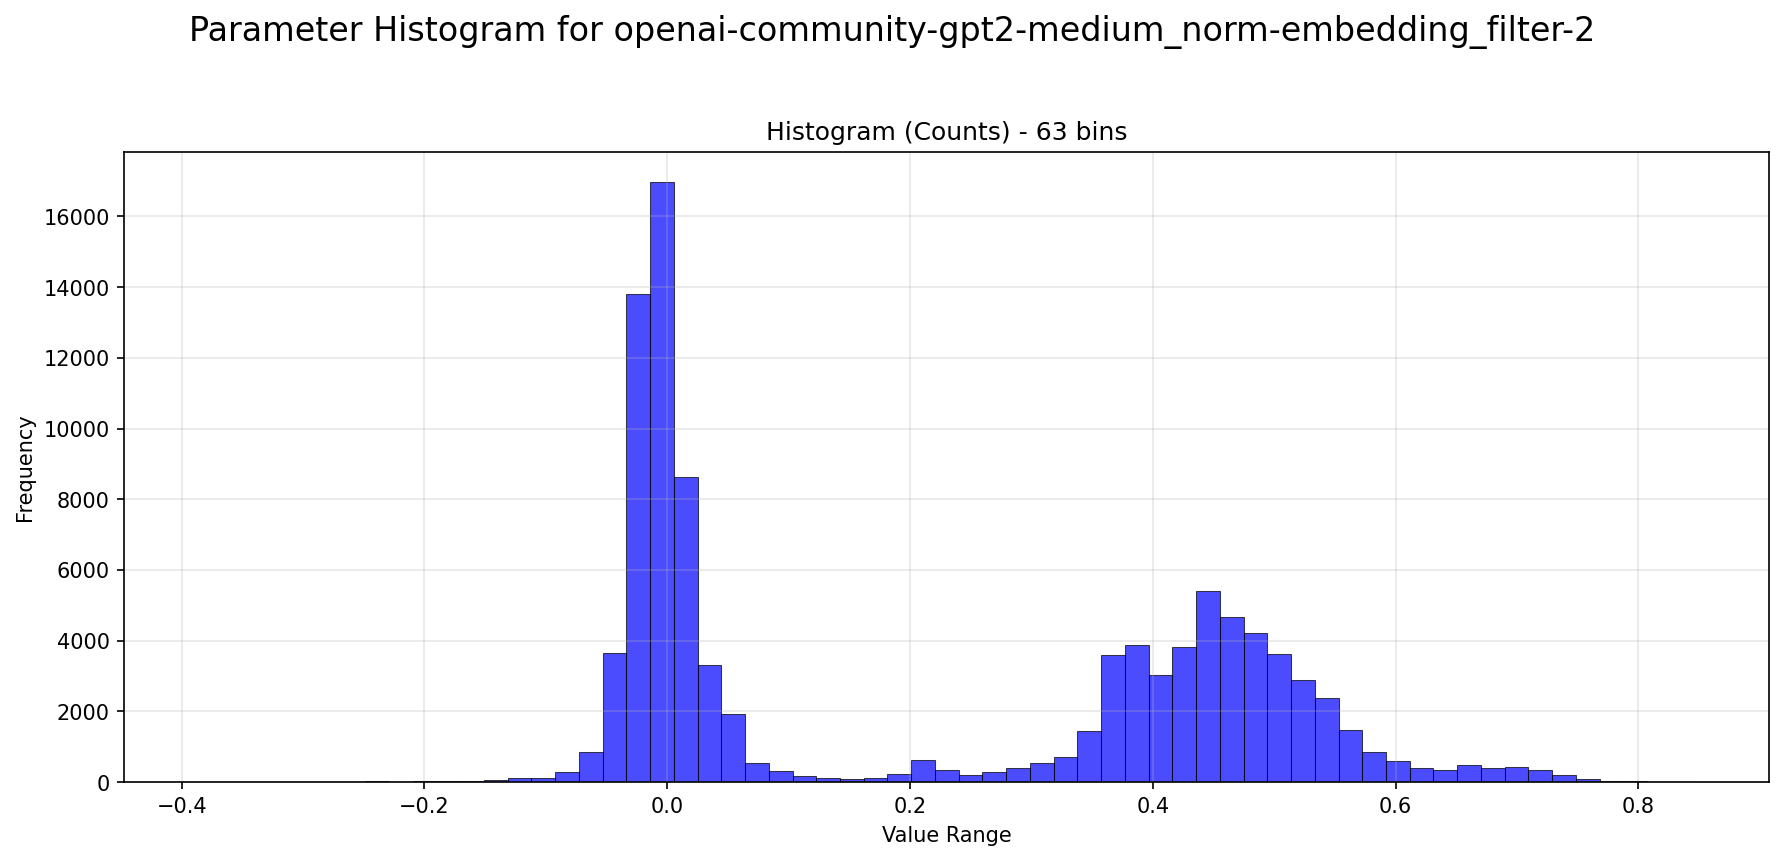 Parameter Histogram for openai-community-gpt2-medium_norm-embedding_filter-2
Histogram (Counts) - 63 bins
Frequency
16000
14000
12000
10000
8000
6000
4000
2000
0
−0.4 −0.2 0.0 0.2 0.4 0.6 0.8
Value Range